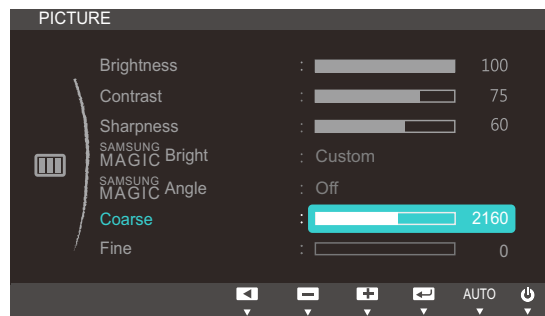 PICTURE
Brightness : 100
Contrast : 75
Sharpness : 60
SAMSUNG MAGIC Bright : Custom
SAMSUNG MAGIC Angle : Off
Coarse : 2160
Fine : 0
AUTO